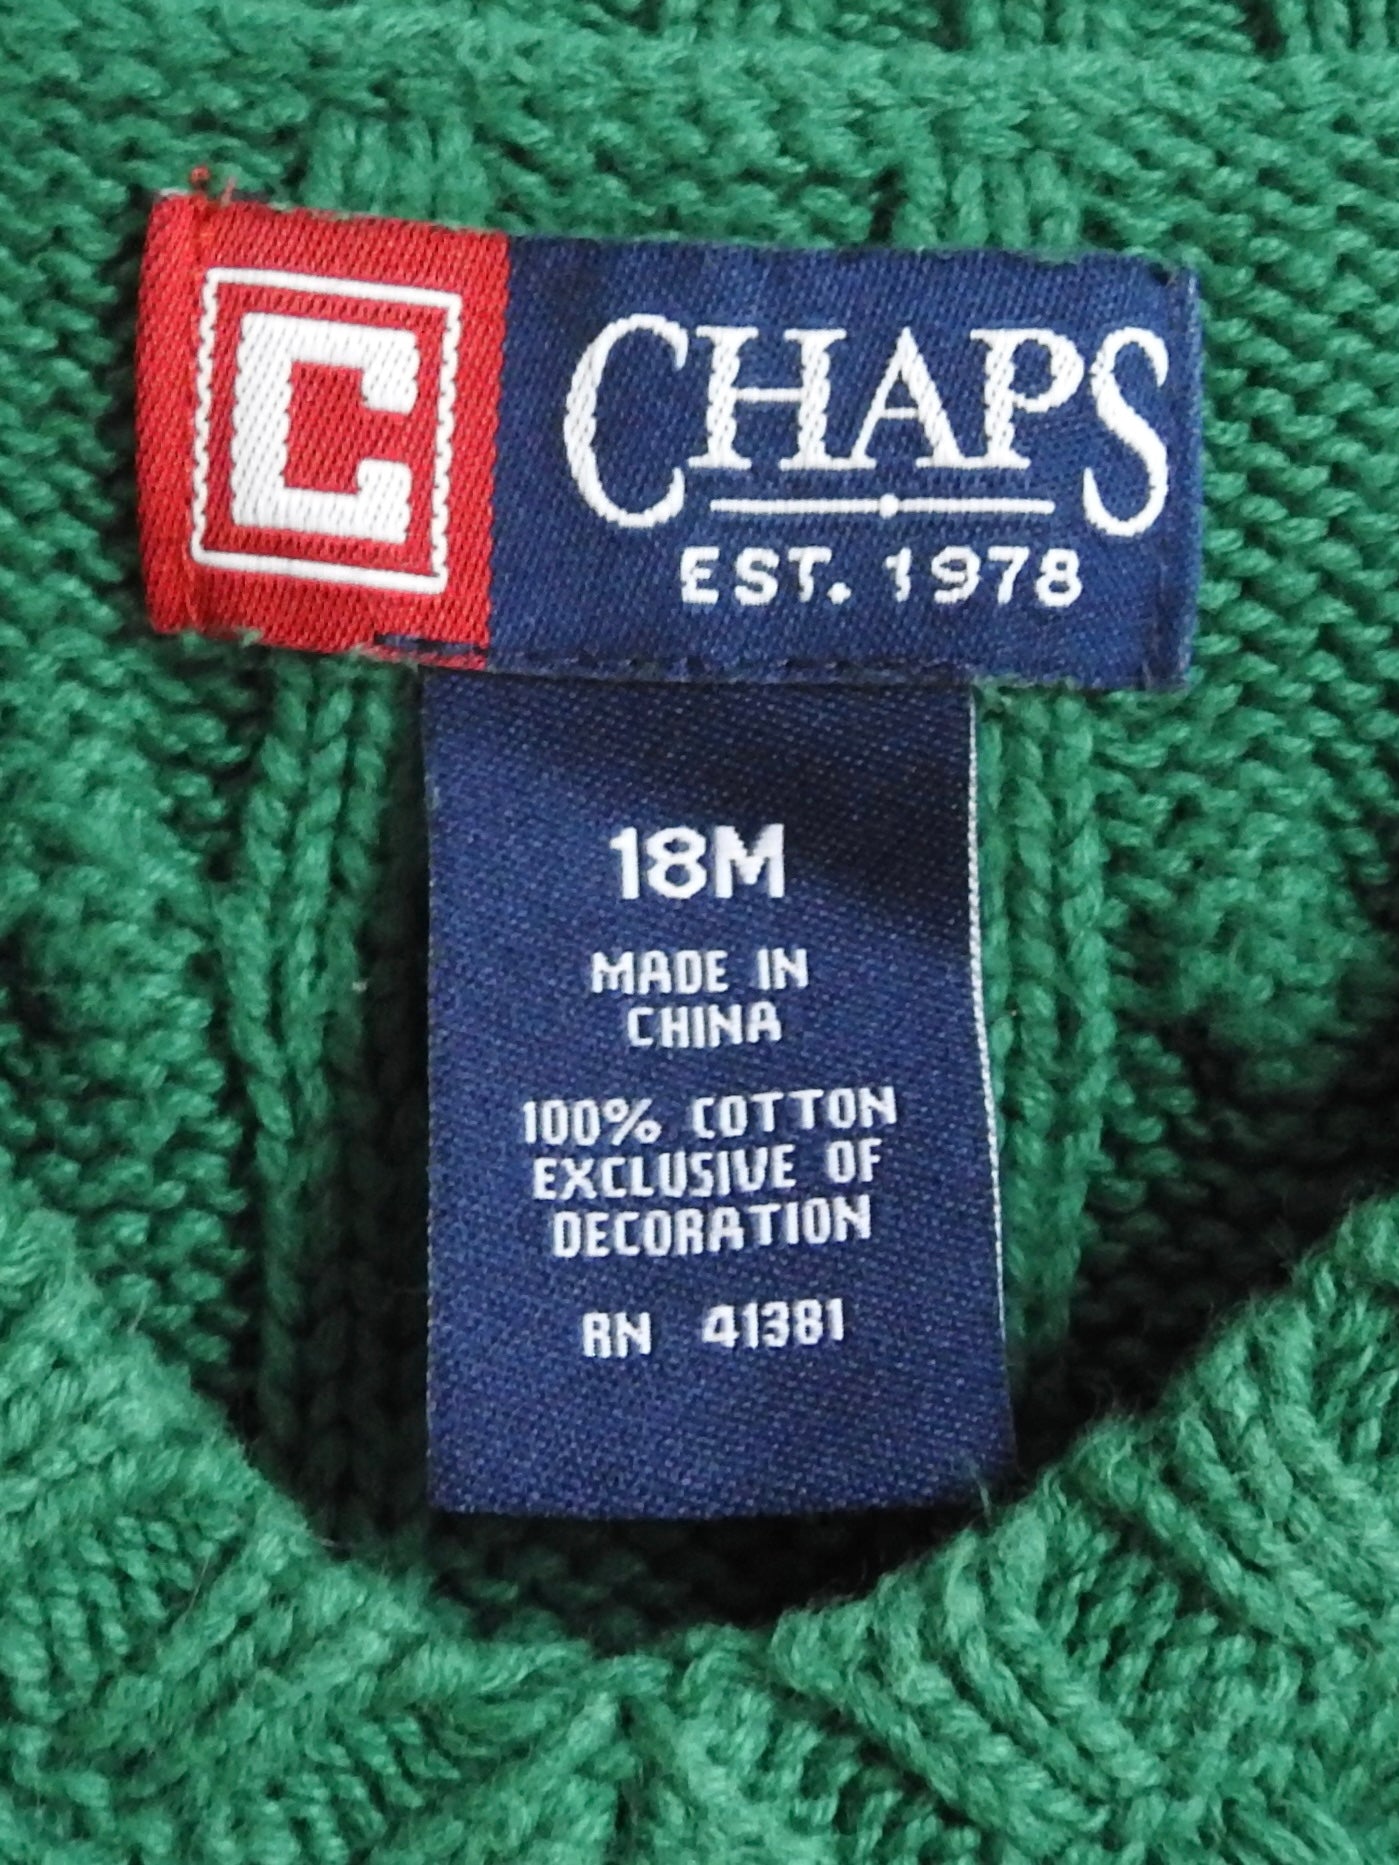 C
CHAPS
EST. 1978
18M
MADE IN
CHINA
100% COTTON
EXCLUSIVE OF
DECORATION
RN 41381